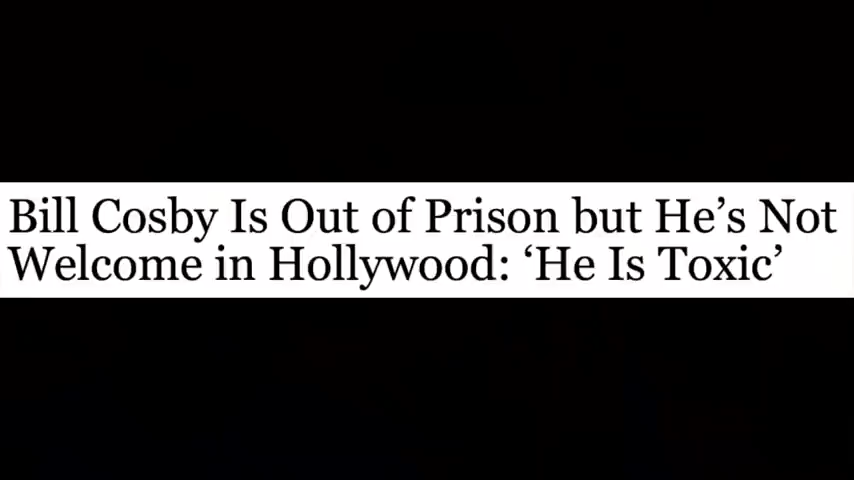 Bill Cosby Is Out of Prison but He’s Not
Welcome in Hollywood: ‘He Is Toxic’